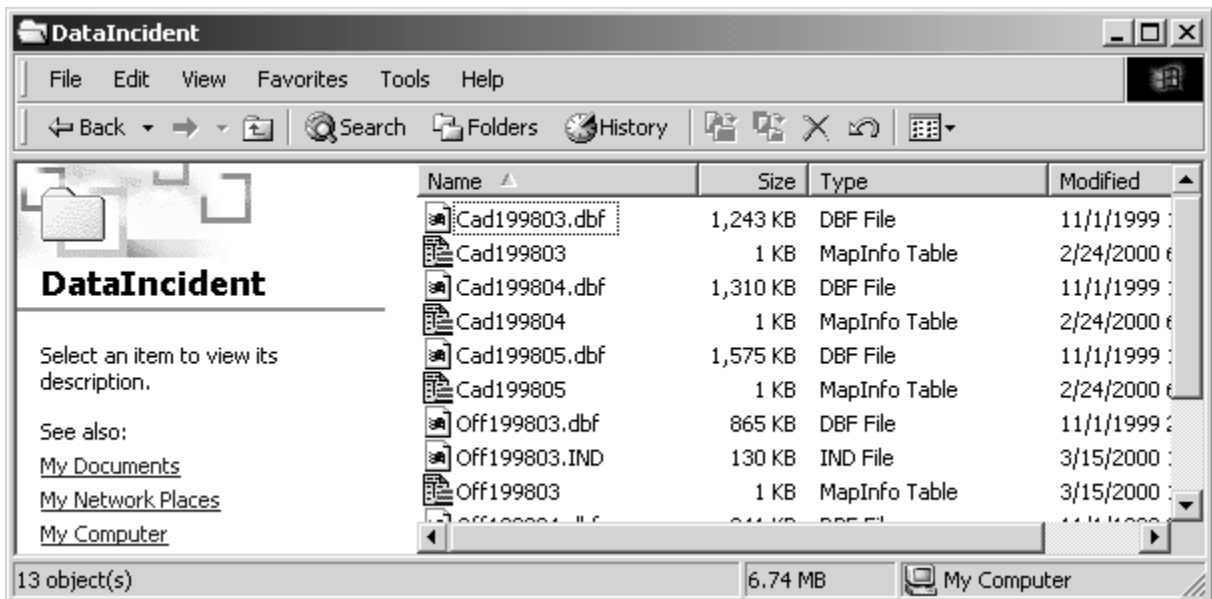 DataIncident
File Edit View Favorites Tools Help
Back Search Folders History
Name Size Type Modified
Cad199803.dbf 1,243 KB DBF File 11/1/1999
Cad199803 1 KB MapInfo Table 2/24/2000
Cad199804.dbf 1,310 KB DBF File 11/1/1999
Cad199804 1 KB MapInfo Table 2/24/2000
Cad199805.dbf 1,575 KB DBF File 11/1/1999
Cad199805 1 KB MapInfo Table 2/24/2000
Off199803.dbf 865 KB DBF File 11/1/1999
Off199803.IND 130 KB IND File 3/15/2000
Off199803 1 KB MapInfo Table 3/15/2000
DataIncident
Select an item to view its
description.
See also:
My Documents
My Network Places
My Computer
13 object(s) 6.74 MB My Computer